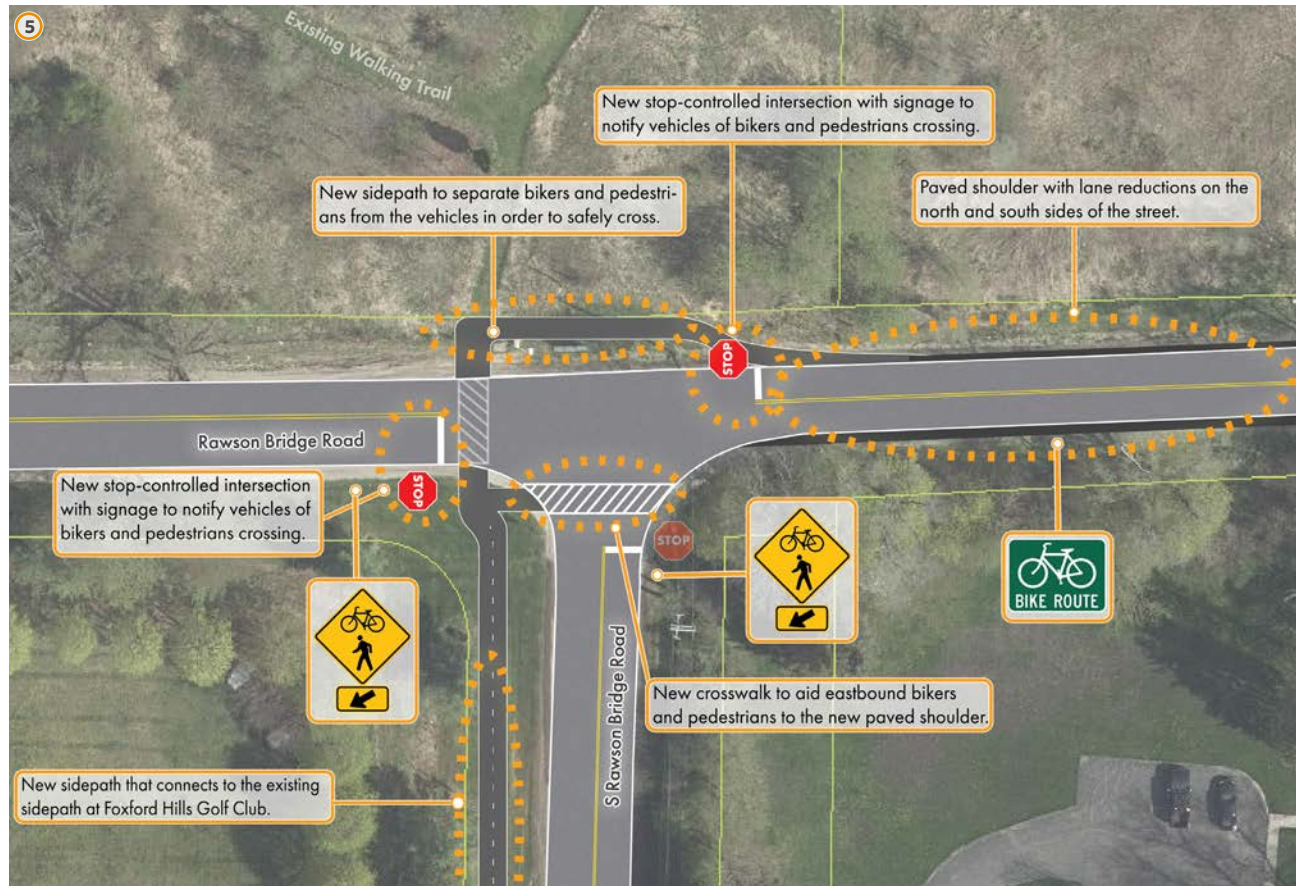 5
Existing Walking Trail
New stop-controlled intersection with signage to
notify vehicles of bikers and pedestrians crossing.
New sidepath to separate bikers and pedestri-
ans from the vehicles in order to safely cross.
Paved shoulder with lane reductions on the
north and south sides of the street.
STOP
Rawson Bridge Road
New stop-controlled intersection
with signage to notify vehicles of
bikers and pedestrians crossing.
STOP
STOP
BIKE ROUTE
S Rawson Bridge Road
New crosswalk to aid eastbound bikers
and pedestrians to the new paved shoulder.
New sidepath that connects to the existing
sidepath at Foxford Hills Golf Club.